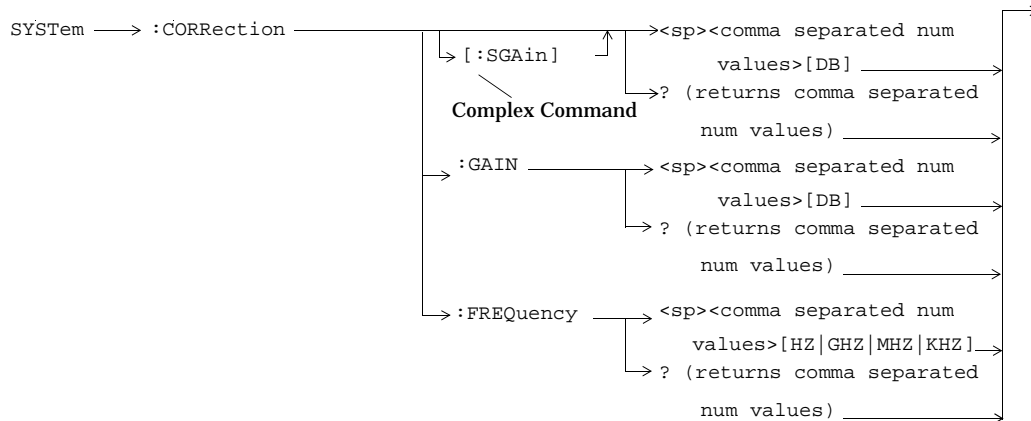 SYSTem :CORRection <sp><comma separated num
[:SGAin] values>[DB]
? (returns comma separated
Complex Command
num values)
:GAIN <sp><comma separated num
values>[DB]
? (returns comma separated
num values)
:FREQuency <sp><comma separated num
values>[HZ|GHZ|MHZ|KHZ]
? (returns comma separated
num values)